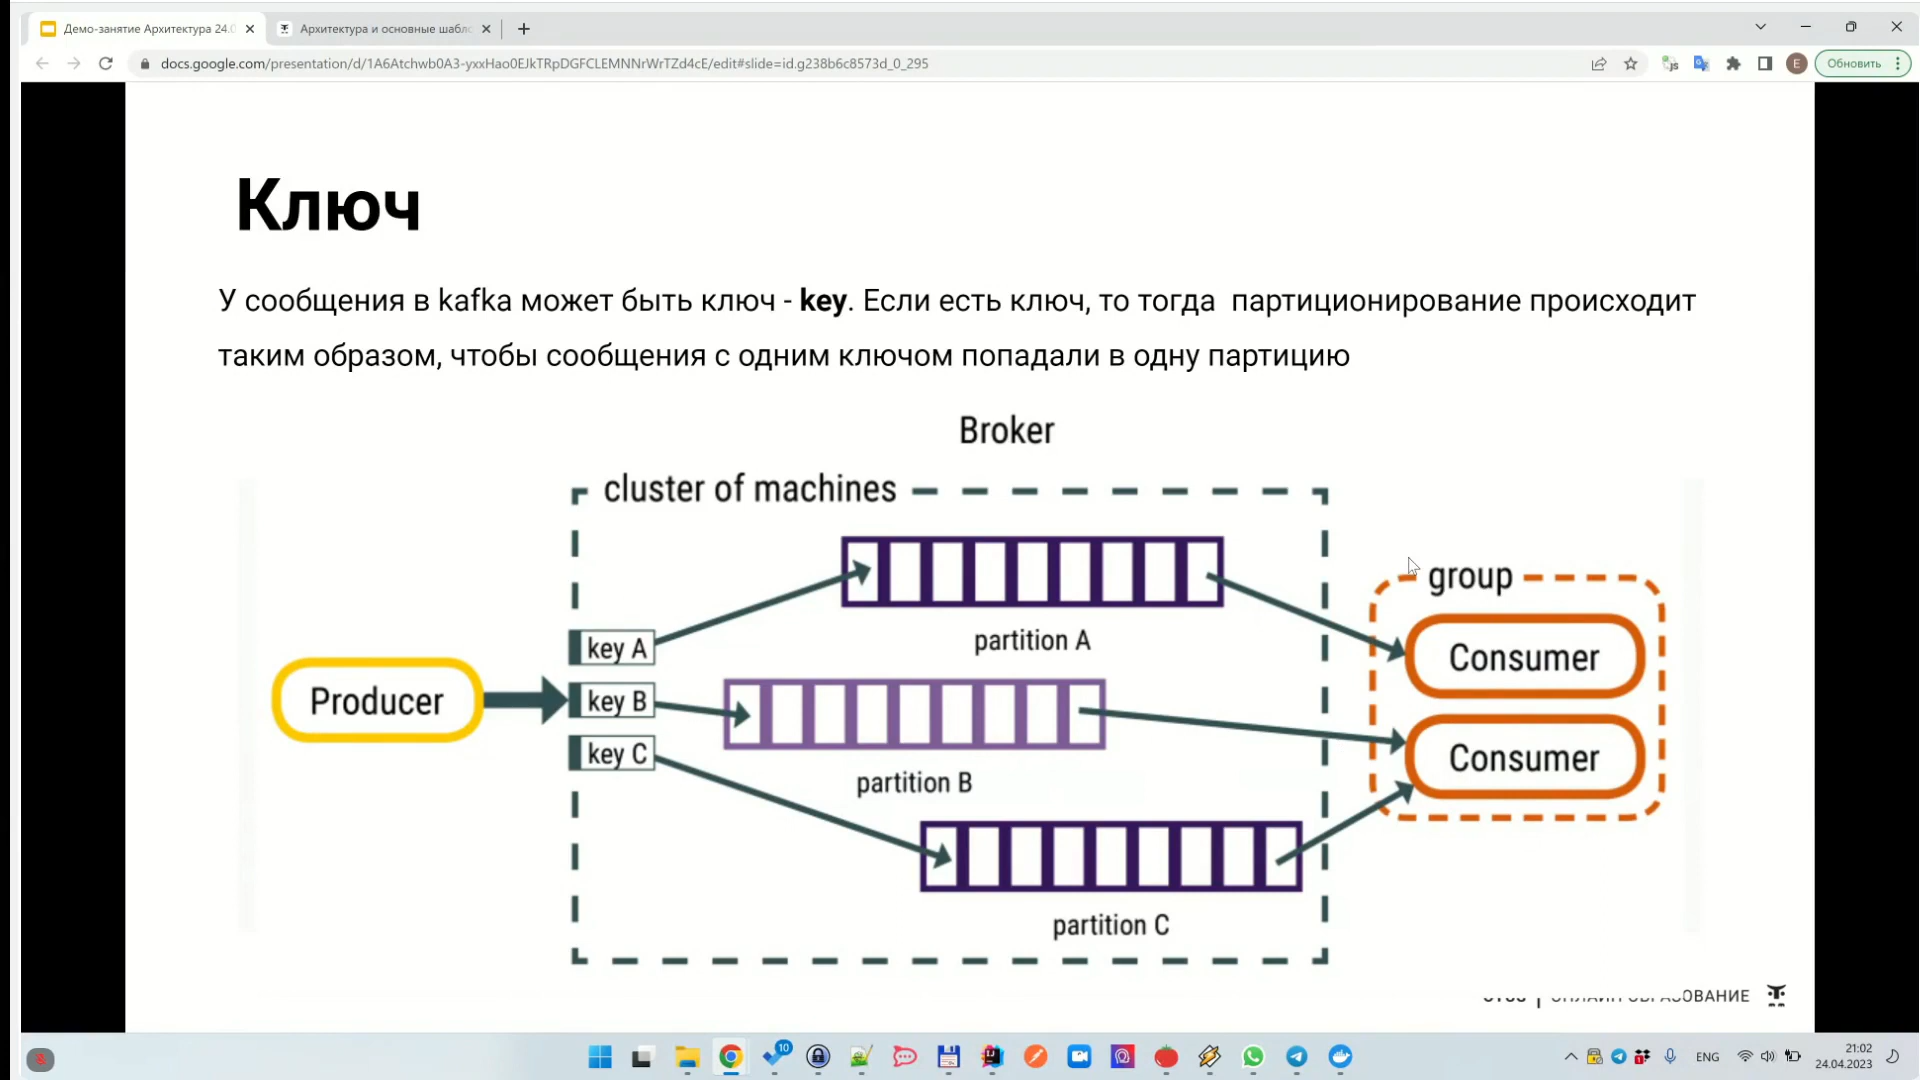 Демо-занятие Архитектура 24.0
Архитектура и основные шабло
docs.google.com/presentation/d/1A6Atchwb0A3-yxxHao0EJkTRpDGFCLEMNNrWrTZd4cE/edit#slide=id.g238b6c8573d_0_295
E
Обновить
Ключ
У сообщения в kafka может быть ключ - key. Если есть ключ, то тогда партиционирование происходит
таким образом, чтобы сообщения с одним ключом попадали в одну партицию
Broker
cluster of machines
group
key A
partition A
Consumer
Producer
key B
key C
partition B
Consumer
partition C
10
ENG
21:02
24.04.2023